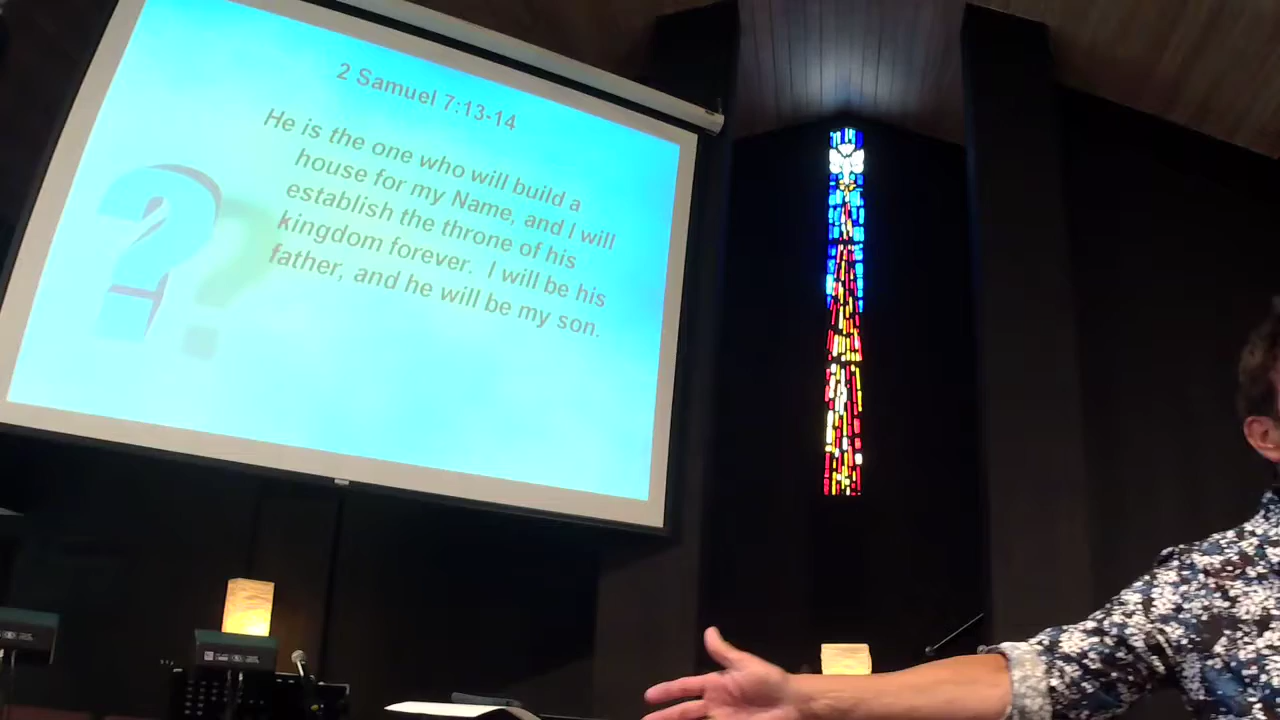 2 Samuel 7:13-14
He is the one who will build a
house for my Name, and I will
establish the throne of his
kingdom forever. I will be his
father, and he will be my son.